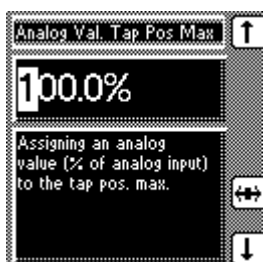 Analog Val. Tap Pos Max
100.0%
Assigning an analog
value (% of analog input)
to the tap pos. max.